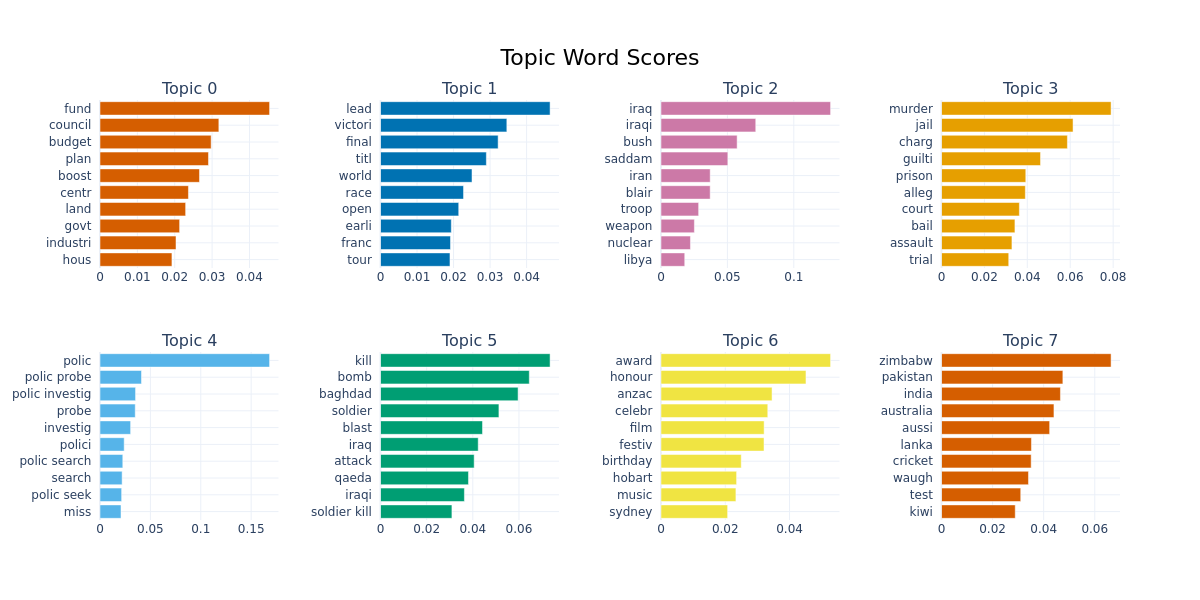 Topic Word Scores
Topic 0
fund
council
budget
plan
boost
centr
land
govt
industri
hous
0 0.01 0.02 0.03 0.04
Topic 1
lead
victori
final
titl
world
race
open
earli
franc
tour
0 0.01 0.02 0.03 0.04
Topic 2
iraq
iraqi
bush
saddam
iran
blair
troop
weapon
nuclear
libya
0 0.05 0.1
Topic 3
murder
jail
charg
guilti
prison
alleg
court
bail
assault
trial
0 0.02 0.04 0.06 0.08
Topic 4
polic
polic probe
polic investig
probe
investig
polici
polic search
search
polic seek
miss
0 0.05 0.1 0.15
Topic 5
kill
bomb
baghdad
soldier
blast
iraq
attack
qaeda
iraqi
soldier kill
0 0.02 0.04 0.06
Topic 6
award
honour
anzac
celebr
film
festiv
birthday
hobart
music
sydney
0 0.02 0.04
Topic 7
zimbabw
pakistan
india
australia
aussi
lanka
cricket
waugh
test
kiwi
0 0.02 0.04 0.06